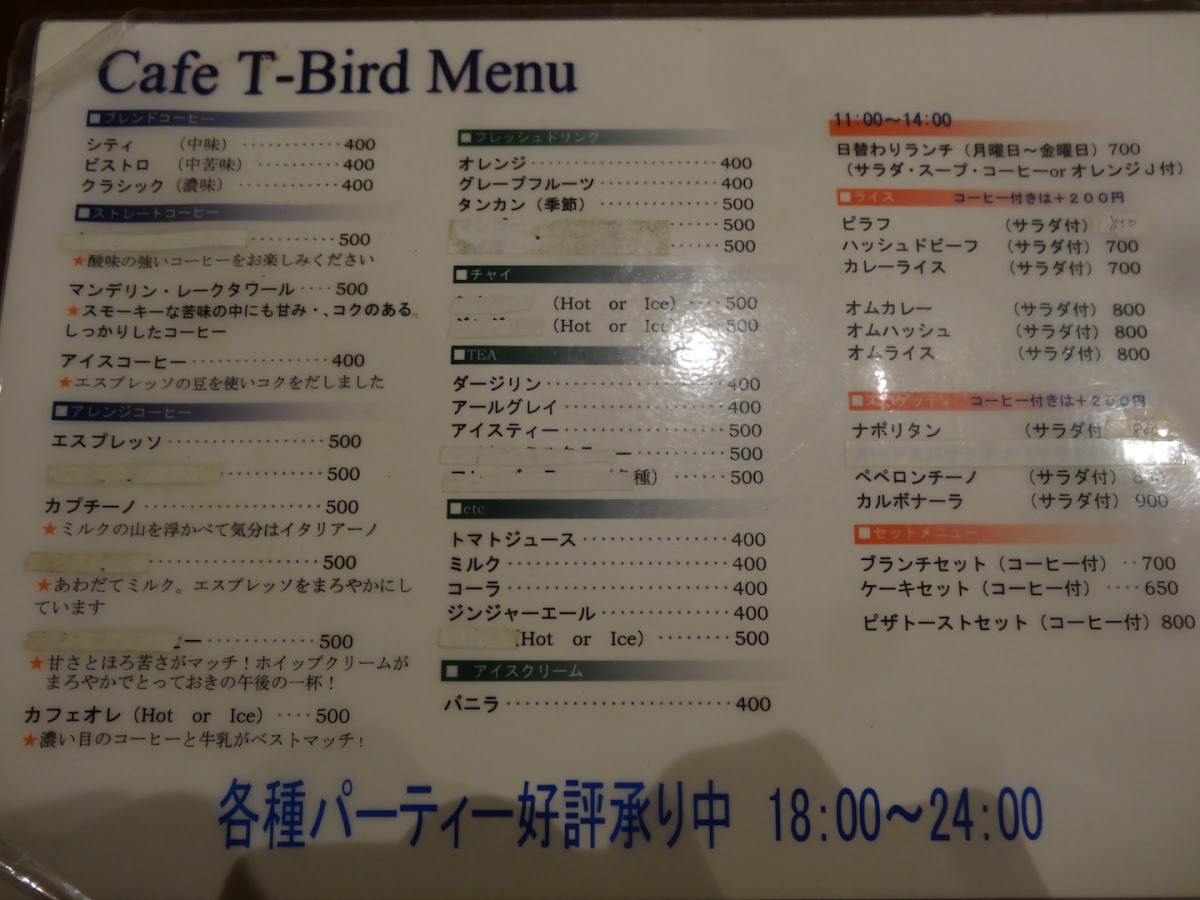 Cafe T-Bird Menu
■ブレンドコーヒー
シティ （中味） ············400
ビストロ （中苦味） ············400
クラシック（濃味） ············400
■ストレートコーヒー
·········500
★酸味の強いコーヒーをお楽しみください
マンデリン・レークタワール····500
★スモーキーな苦味の中にも甘み・、コクのある
しっかりしたコーヒー
アイスコーヒー················400
★エスプレッソの豆を使いコクをだしました
■アレンジコーヒー
エスプレッソ··················500
············500
カプチーノ····················500
★ミルクの山を浮かべて気分はイタリアーノ
···················500
★あわだてミルク。エスプレッソをまろやかにし
ています
ー············500
★甘さとほろ苦さがマッチ！ホイップクリームが
まろやかでとっておきの午後の一杯！
カフェオレ（Hot or Ice）····500
★濃い目のコーヒーと牛乳がベストマッチ！
■フレッシュドリンク
オレンジ······················400
グレープフルーツ··············400
タンカン（季節） ··············500
········500
········500
■チャイ
（Hot or Ice）·····500
（Hot or Ice）·····500
■TEA
ダージリン····················400
アールグレイ··················400
アイスティー··················500
ー ··········500
種） ······500
■etc
トマトジュース················400
ミルク························400
コーラ························400
ジンジャーエール··············400
（Hot or Ice）········500
■ アイスクリーム
バニラ························400
11:00～14:00
日替わりランチ（月曜日～金曜日）700
（サラダ・スープ・コーヒーor オレンジＪ付）
■ライス コーヒー付きは＋２００円
ピラフ （サラダ付） 800
ハッシュドビーフ （サラダ付） 700
カレーライス （サラダ付） 700
オムカレー （サラダ付） 800
オムハッシュ （サラダ付） 800
オムライス （サラダ付） 800
■スパゲッティ コーヒー付きは＋２００円
ナポリタン （サラダ付 800
ペペロンチーノ （サラダ付）
カルボナーラ （サラダ付） 900
■セットメニュー
ブランチセット（コーヒー付） ··700
ケーキセット（コーヒー付） ····650
ピザトーストセット（コーヒー付）800
各種パーティー好評承り中 18:00～24:00